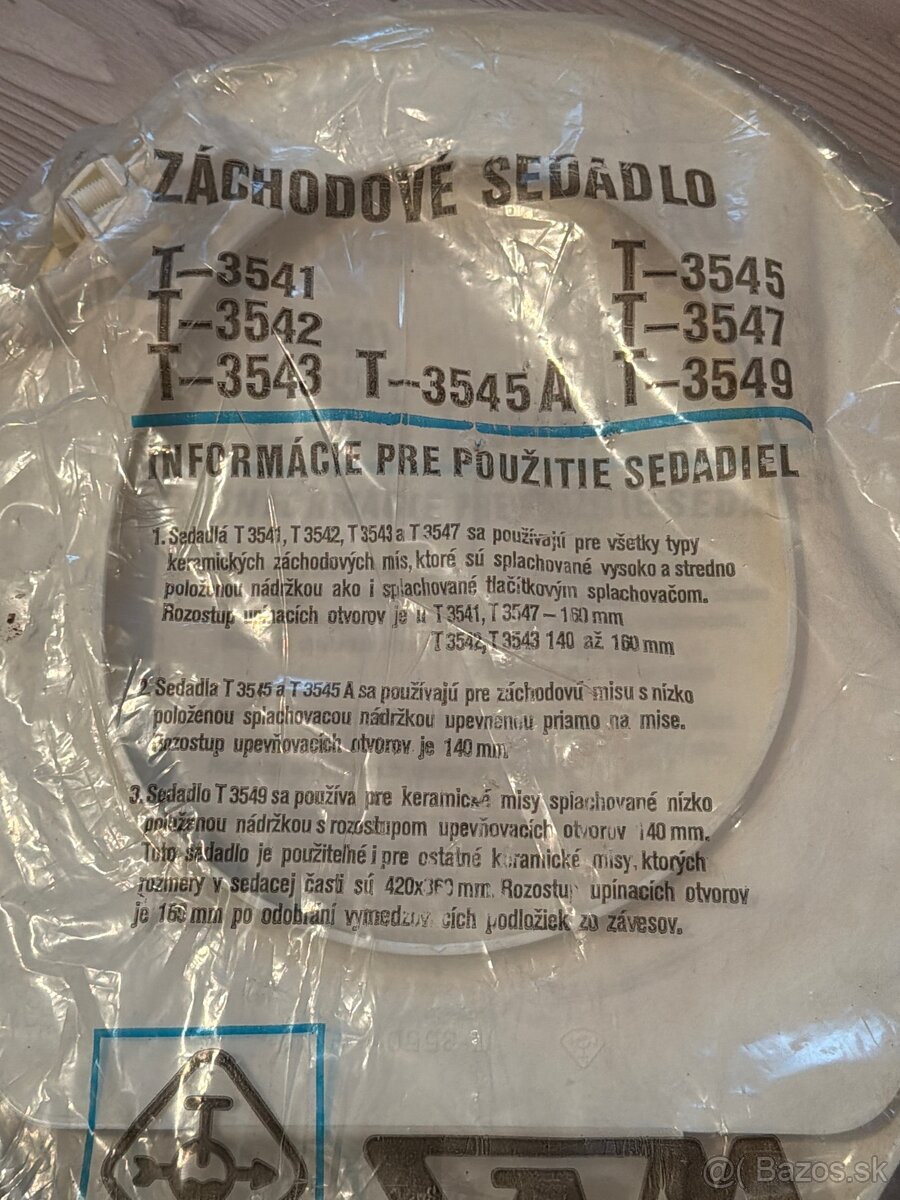 ZÁCHODOVÉ SEDADLO
T-3541 T-3545
T-3542 T-3547
T-3543 T-3545 A T-3549
INFORMÁCIE PRE POUŽITIE SEDADIEL
1. Sedadlá T 3541, T 3542, T 3543 a T 3547 sa používajú pre všetky typy
keramických záchodových mís, ktoré sú splachované vysoko a stredno
položenou nádržkou ako i splachované tlačítkovým splachovačom.
Rozostup upínacích otvorov je u T 3541, T 3547 - 160 mm
T 3542, T 3543 140 až 160 mm
2. Sedadla T 3545 a T 3545 A sa používajú pre záchodovú misu s nízko
položenou splachovacou nádržkou upevnenou priamo na mise.
Rozostup upevňovacích otvorov je 140 mm
3. Sedadlo T 3549 sa používa pre keramické misy splachované nízko
položenou nádržkou s rozostupom upevňovacích otvorov 140 mm.
Toto sedadlo je použiteľné i pre ostatné keramické misy, ktorých
rozmery v sedacej časti sú 420x360 mm. Rozostup upínacích otvorov
je 160 mm po odobraní vymedzovacích podložiek zo závesov.
@ Bazos.sk